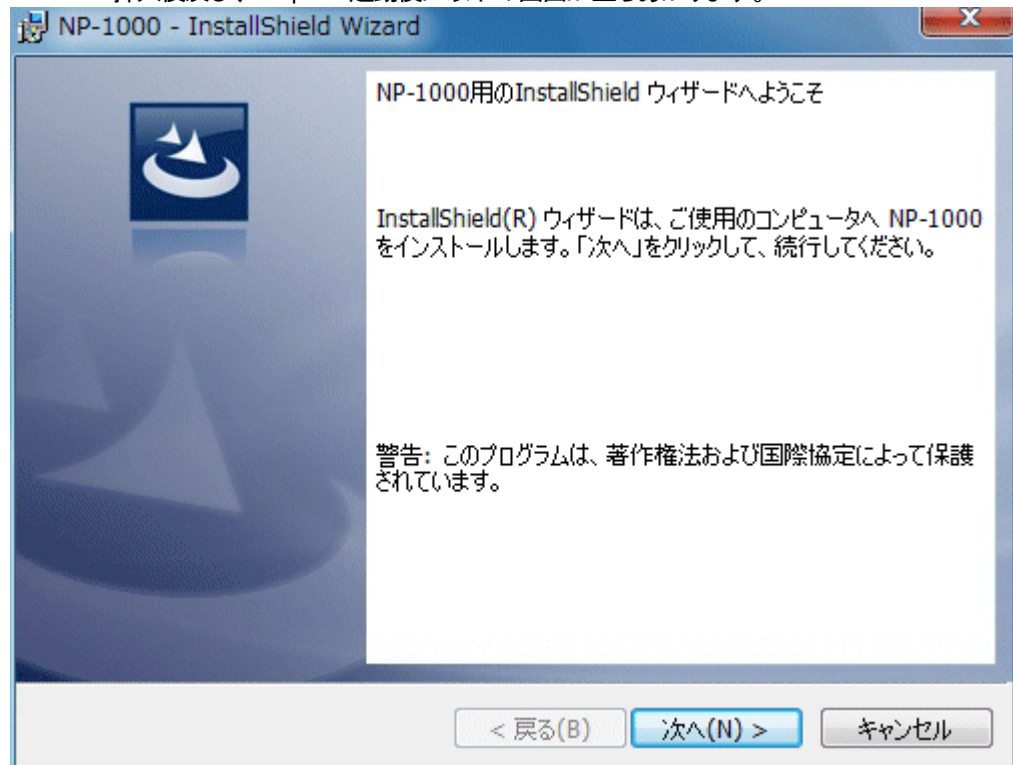 NP-1000 - InstallShield Wizard
NP-1000用のInstallShield ウィザードへようこそ
InstallShield(R) ウィザードは、ご使用のコンピュータへ NP-1000
をインストールします。「次へ」をクリックして、続行してください。
警告: このプログラムは、著作権法および国際協定によって保護
されています。
< 戻る(B)
次へ(N) >
キャンセル